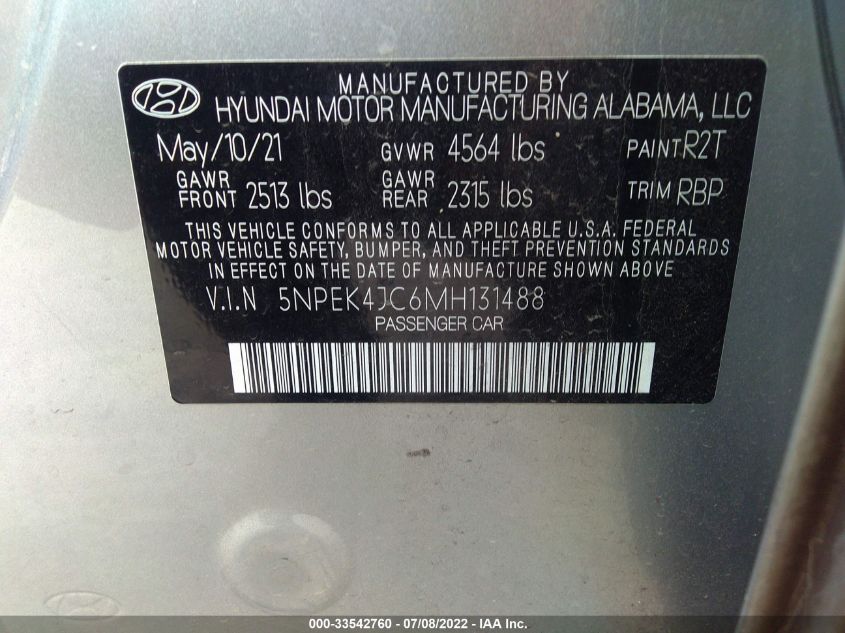 MANUFACTURED BY
HYUNDAI MOTOR MANUFACTURING ALABAMA, LLC
May/10/21 GVWR 4564 lbs PAINT R2T
GAWR FRONT 2513 lbs GAWR REAR 2315 lbs TRIM RBP
THIS VEHICLE CONFORMS TO ALL APPLICABLE U.S.A. FEDERAL
MOTOR VEHICLE SAFETY, BUMPER, AND THEFT PREVENTION STANDARDS
IN EFFECT ON THE DATE OF MANUFACTURE SHOWN ABOVE.
V.I.N 5NPEK4JC6MH131488
PASSENGER CAR
000-33542760 - 07/08/2022 - IAA Inc.